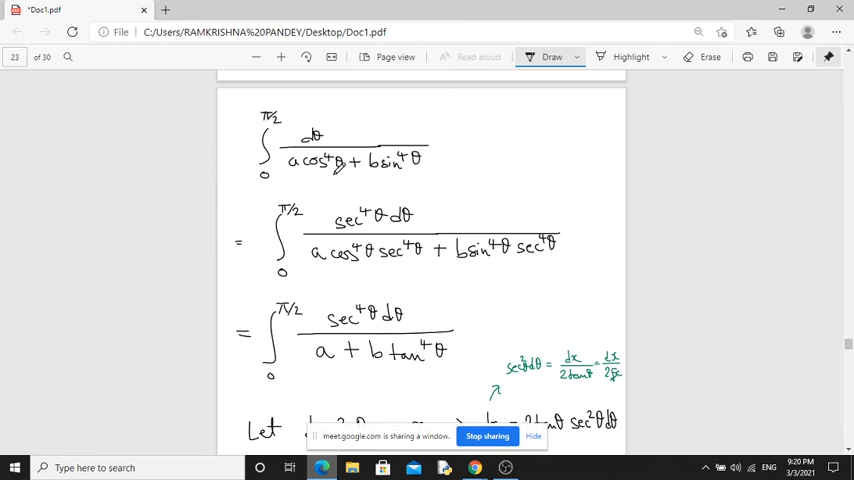 *Doc1.pdf
File C:/Users/RAMKRISHNA%20PANDEY/Desktop/Doc1.pdf
23 of 30 Page view Read aloud Draw Highlight Erase
π/2
∫ dθ / (a cos⁴θ + b sin⁴θ)
0
π/2
= ∫ sec⁴θ dθ / (a cos⁴θ sec⁴θ + b sin⁴θ sec⁴θ)
0
π/2
= ∫ sec⁴θ dθ / (a + b tan⁴θ)
0
sec²θdθ = dx / 2tanθ = dx
Let = 2tanθ sec²θdθ
meet.google.com is sharing a window. Stop sharing Hide
Type here to search
ENG
9:20 PM
3/3/2021